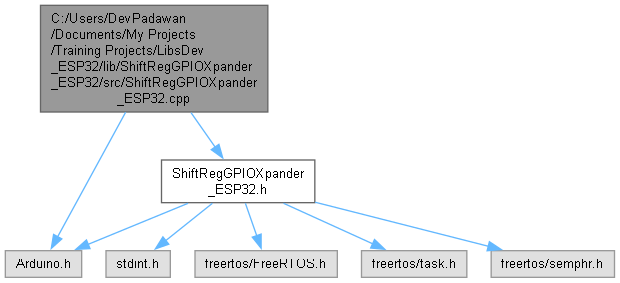 C:/Users/DevPadawan
/Documents/My Projects
/Training Projects/LibsDev
_ESP32/lib/ShiftRegGPIOXpander
_ESP32/src/ShiftRegGPIOXpander
_ESP32.cpp
ShiftRegGPIOXpander
_ESP32.h
Arduino.h
stdint.h
freertos/FreeRTOS.h
freertos/task.h
freertos/semphr.h